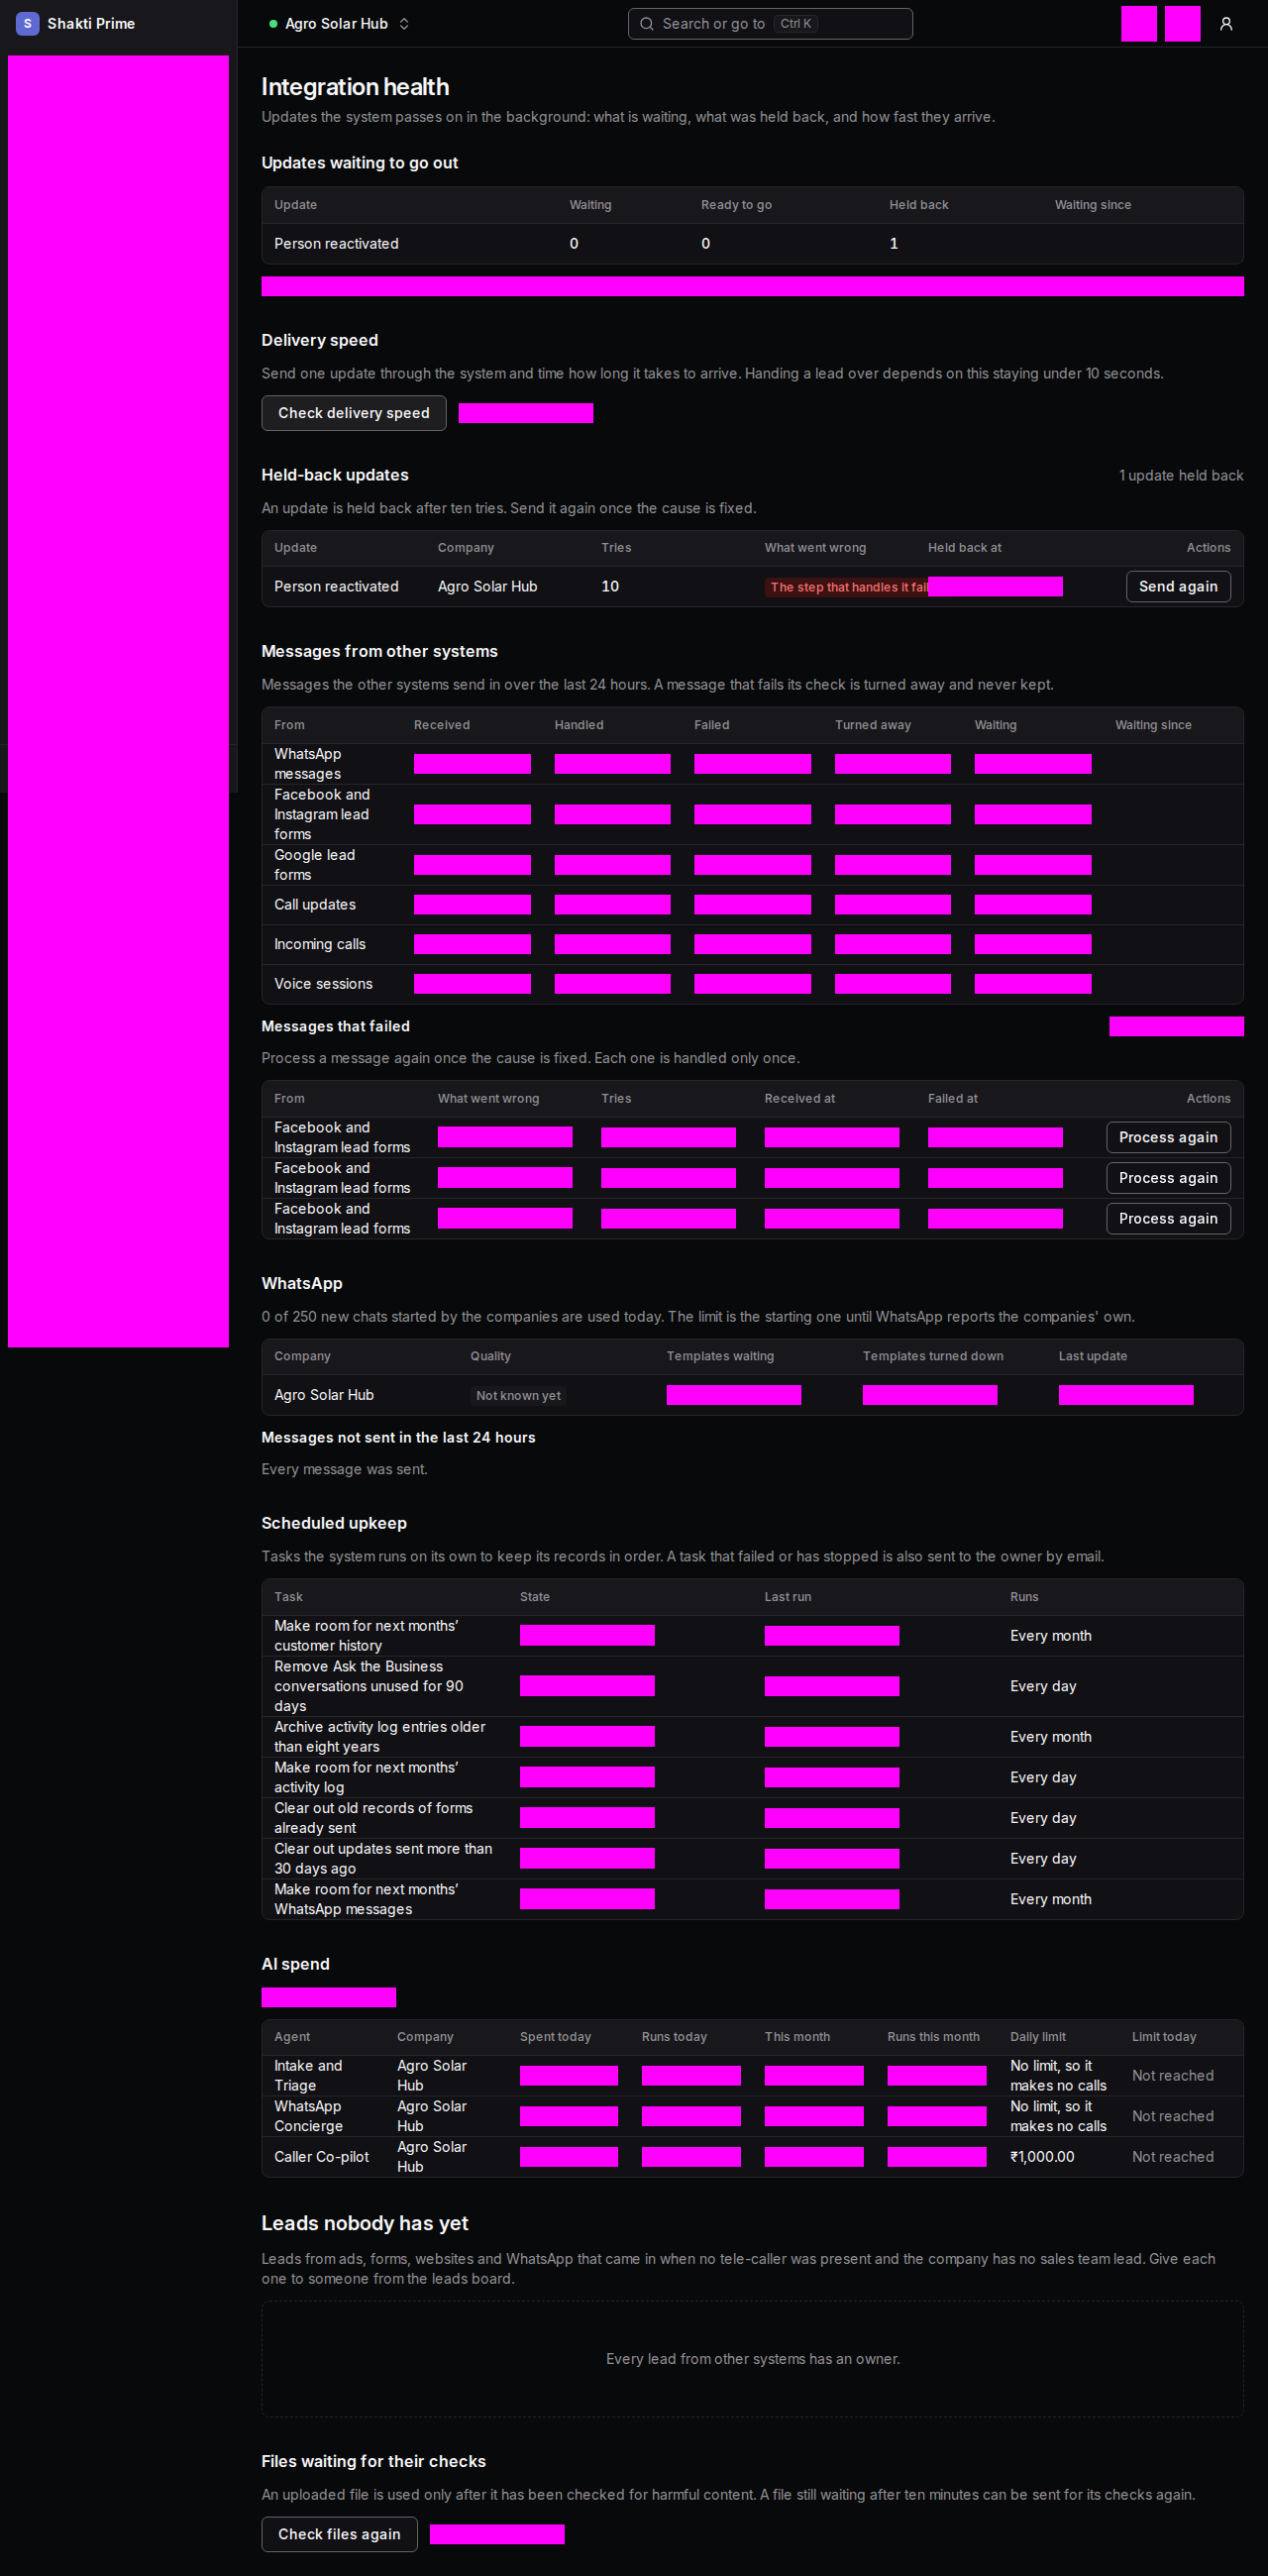 S Shakti Prime
Agro Solar Hub
Search or go to Ctrl K
Integration health
Updates the system passes on in the background: what is waiting, what was held back, and how fast they arrive.
Updates waiting to go out
Update Waiting Ready to go Held back Waiting since
Person reactivated 0 0 1
Delivery speed
Send one update through the system and time how long it takes to arrive. Handing a lead over depends on this staying under 10 seconds.
Check delivery speed
Held-back updates 1 update held back
An update is held back after ten tries. Send it again once the cause is fixed.
Update Company Tries What went wrong Held back at Actions
Person reactivated Agro Solar Hub 10 The step that handles it Send again
Messages from other systems
Messages the other systems send in over the last 24 hours. A message that fails its check is turned away and never kept.
From Received Handled Failed Turned away Waiting Waiting since
WhatsApp
messages
Facebook and
Instagram lead
forms
Google lead
forms
Call updates
Incoming calls
Voice sessions
Messages that failed
Process a message again once the cause is fixed. Each one is handled only once.
From What went wrong Tries Received at Failed at Actions
Facebook and
Instagram lead forms
Process again
Facebook and
Instagram lead forms
Process again
Facebook and
Instagram lead forms
Process again
WhatsApp
0 of 250 new chats started by the companies are used today. The limit is the starting one until WhatsApp reports the companies' own.
Company Quality Templates waiting Templates turned down Last update
Agro Solar Hub Not known yet
Messages not sent in the last 24 hours
Every message was sent.
Scheduled upkeep
Tasks the system runs on its own to keep its records in order. A task that failed or has stopped is also sent to the owner by email.
Task State Last run Runs
Make room for next months’
customer history
Every month
Remove Ask the Business
conversations unused for 90
days
Every day
Archive activity log entries older
than eight years
Every month
Make room for next months’
activity log
Every day
Clear out old records of forms
already sent
Every day
Clear out updates sent more than
30 days ago
Every day
Make room for next months’
WhatsApp messages
Every month
AI spend
Agent Company Spent today Runs today This month Runs this month Daily limit Limit today
Intake and
Triage
Agro Solar
Hub
No limit, so it
makes no calls
Not reached
WhatsApp
Concierge
Agro Solar
Hub
No limit, so it
makes no calls
Not reached
Caller Co-pilot
Agro Solar
Hub
₹1,000.00
Not reached
Leads nobody has yet
Leads from ads, forms, websites and WhatsApp that came in when no tele-caller was present and the company has no sales team lead. Give each
one to someone from the leads board.
Every lead from other systems has an owner.
Files waiting for their checks
An uploaded file is used only after it has been checked for harmful content. A file still waiting after ten minutes can be sent for its checks again.
Check files again